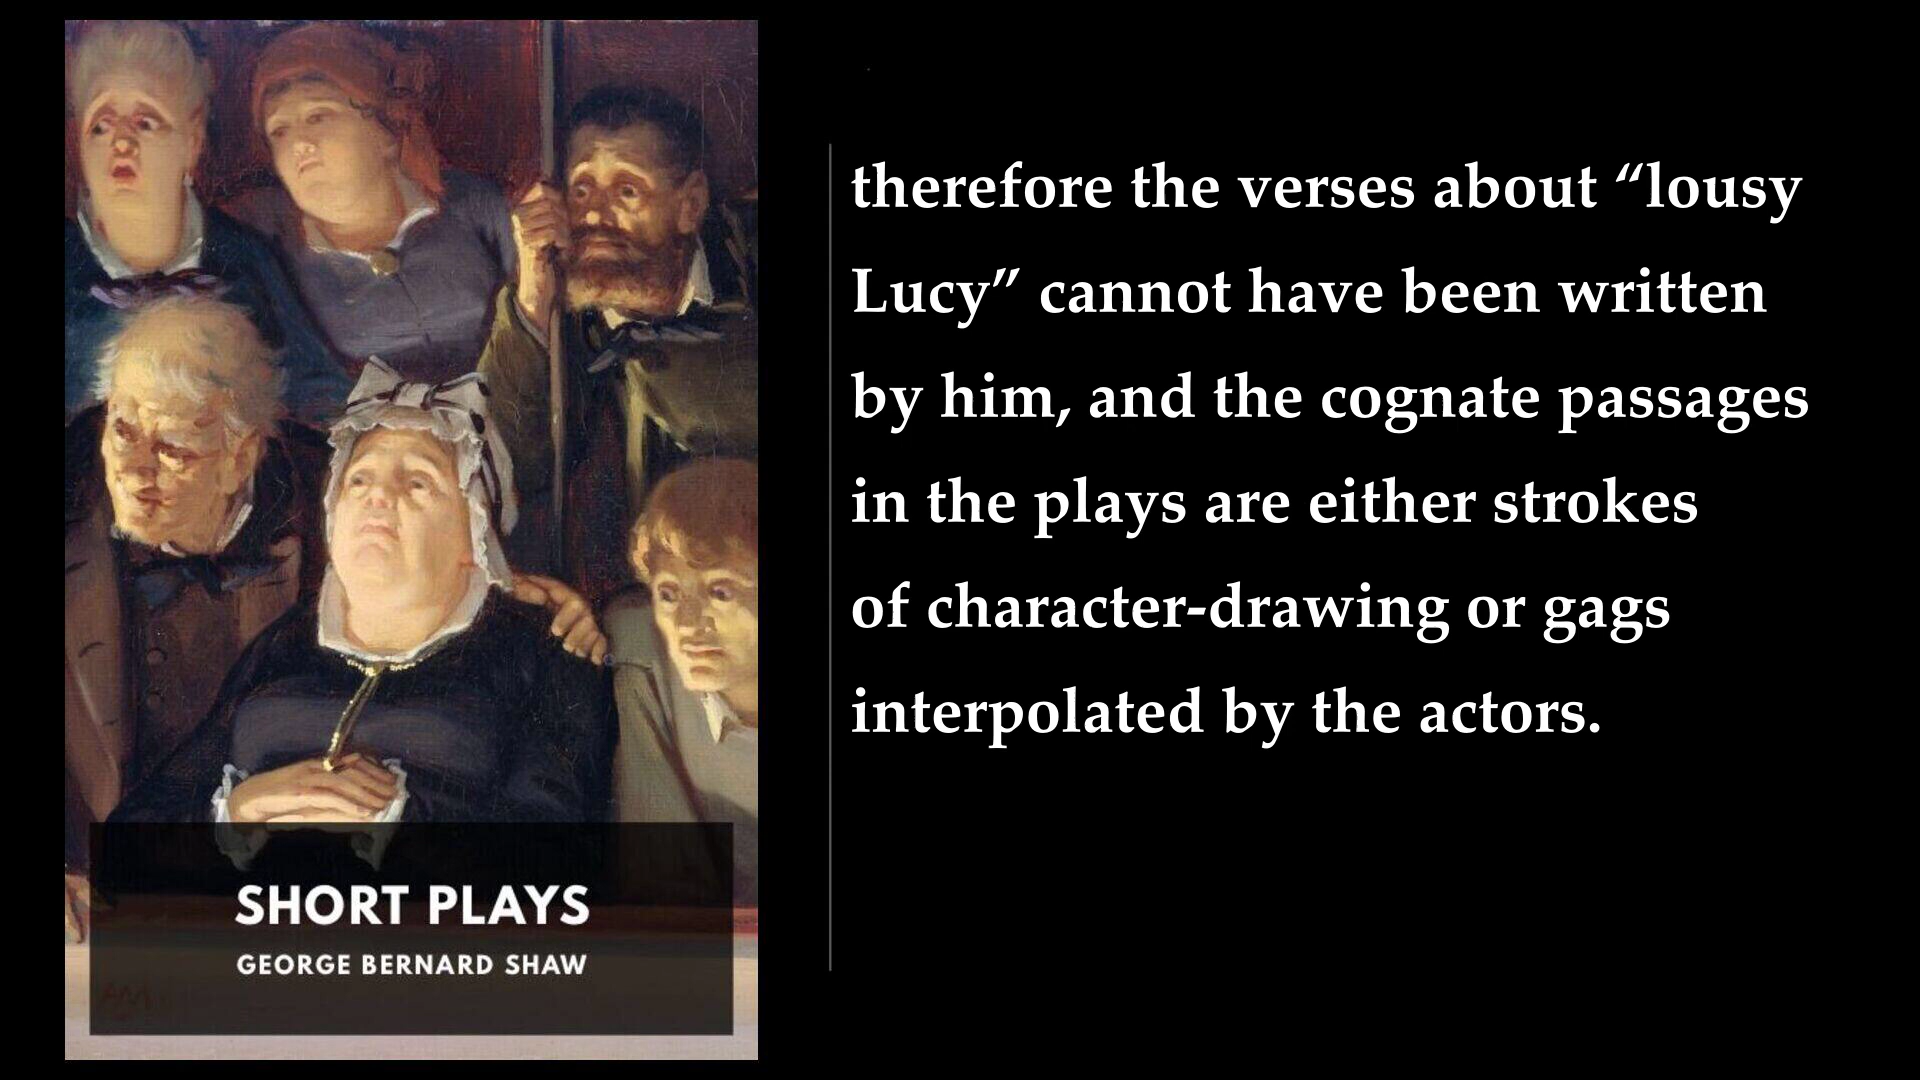 SHORT PLAYS
GEORGE BERNARD SHAW
therefore the verses about “lousy
Lucy” cannot have been written
by him, and the cognate passages
in the plays are either strokes
of character-drawing or gags
interpolated by the actors.